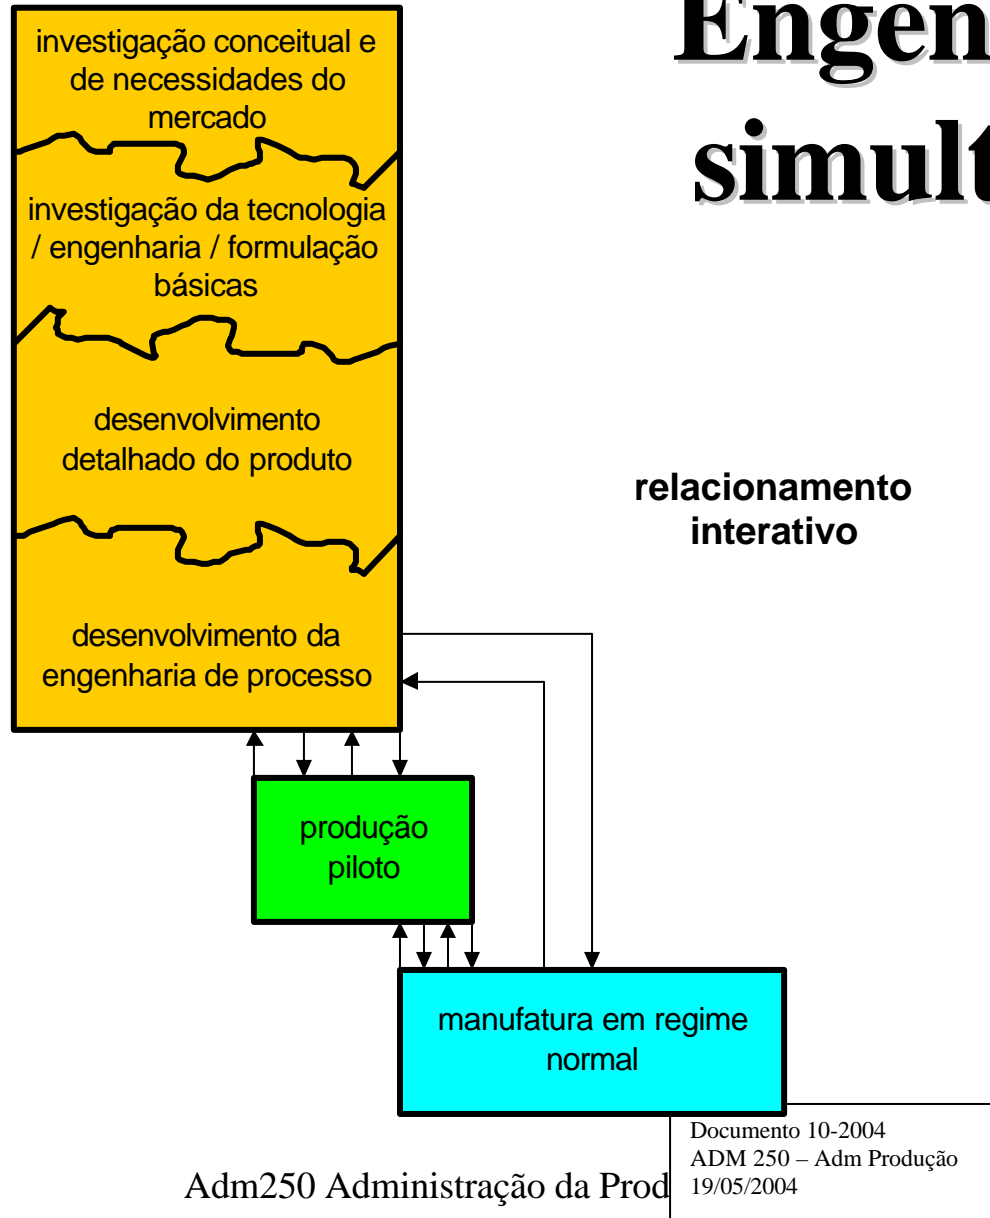 Engen
simult
investigação conceitual e
de necessidades do
mercado
investigação da tecnologia
/ engenharia / formulação
básicas
desenvolvimento
detalhado do produto
relacionamento
interativo
desenvolvimento da
engenharia de processo
produção
piloto
manufatura em regime
normal
Documento 10-2004
ADM 250 – Adm Produção
19/05/2004
Adm250 Administração da Prod